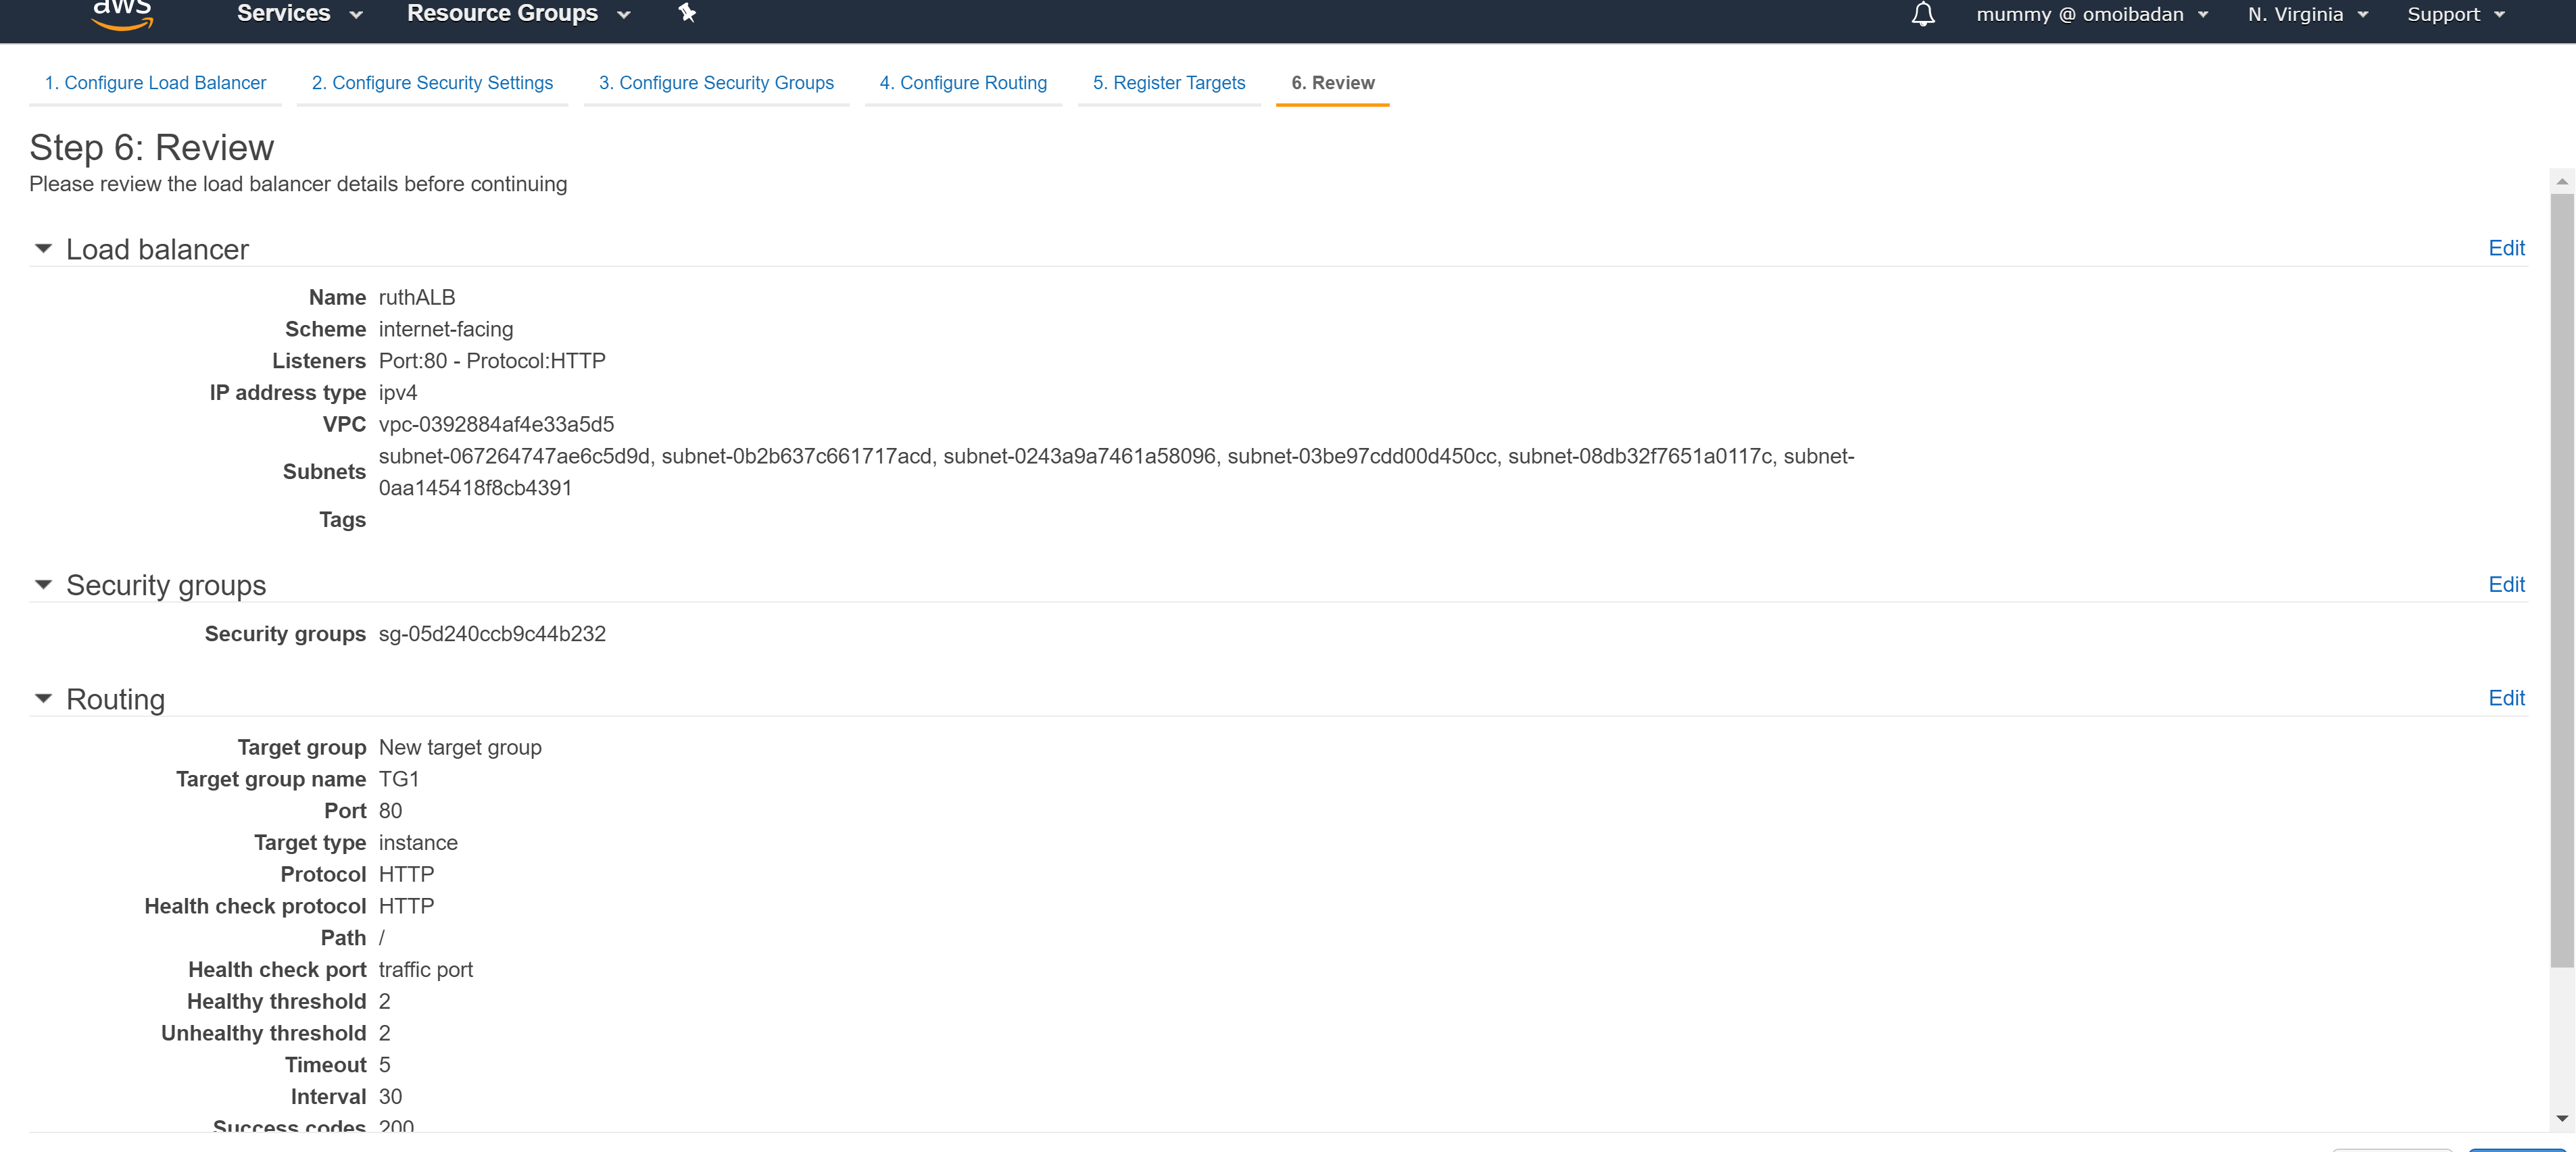 aws Services Resource Groups mummy @ omoibadan N. Virginia Support
1. Configure Load Balancer 2. Configure Security Settings 3. Configure Security Groups 4. Configure Routing 5. Register Targets 6. Review
Step 6: Review
Please review the load balancer details before continuing
Load balancer Edit
Name ruthALB
Scheme internet-facing
Listeners Port:80 - Protocol:HTTP
IP address type ipv4
VPC vpc-0392884af4e33a5d5
subnet-067264747ae6c5d9d, subnet-0b2b637c661717acd, subnet-0243a9a7461a58096, subnet-03be97cdd00d450cc, subnet-08db32f7651a0117c, subnet-
Subnets
0aa145418f8cb4391
Tags
Security groups Edit
Security groups sg-05d240ccb9c44b232
Routing Edit
Target group New target group
Target group name TG1
Port 80
Target type instance
Protocol HTTP
Health check protocol HTTP
Path /
Health check port traffic port
Healthy threshold 2
Unhealthy threshold 2
Timeout 5
Interval 30
Success codes 200